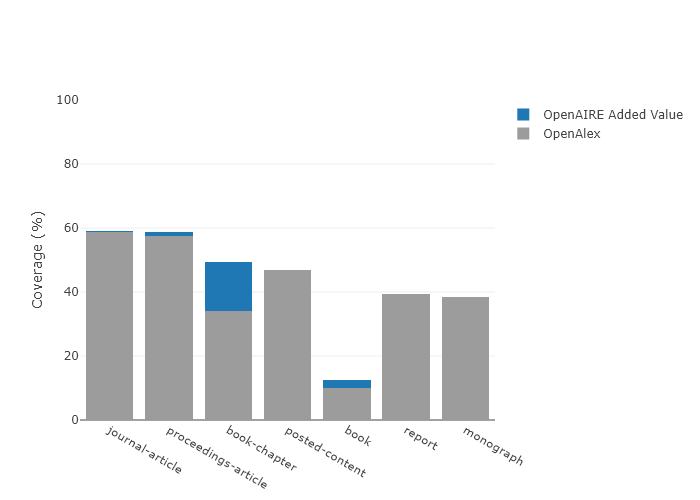 100
80
60
40
20
0
Coverage (%)
journal-article
proceedings-article
book-chapter
posted-content
book
report
monograph
OpenAIRE Added Value
OpenAlex